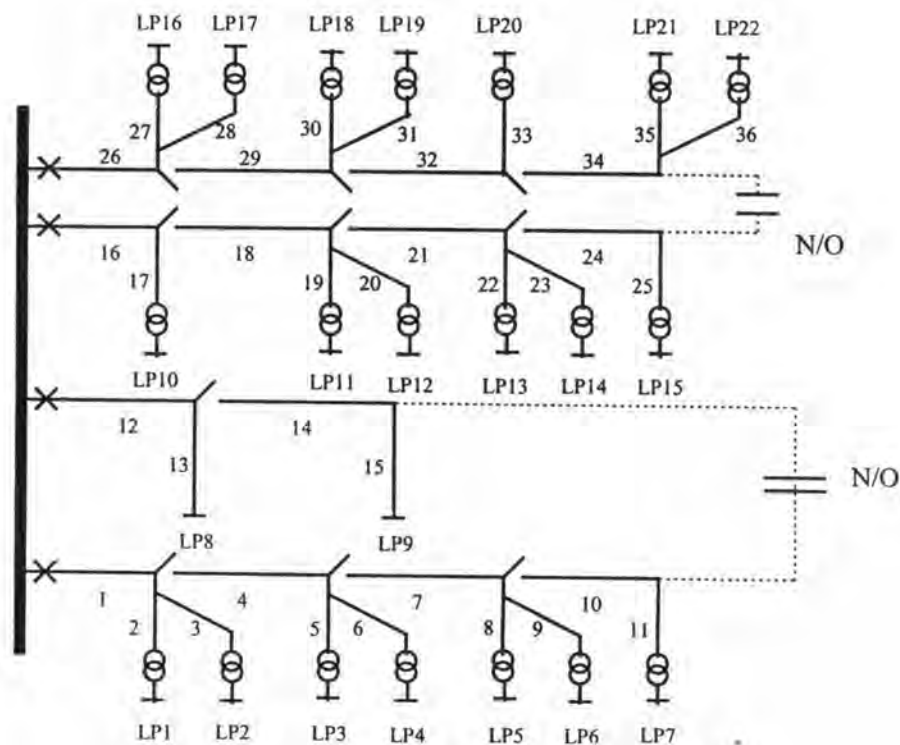 LP16 LP17 LP18 LP19 LP20 LP21 LP22
27 28 30 31 33 35 36
26 29 32 34
N/O
16 18 21 24
17 19 20 22 23 25
LP10 LP11 LP12 LP13 LP14 LP15
12 14
13 15
N/O
LP8 LP9
1 4 7 10
2 3 5 6 8 9 11
LP1 LP2 LP3 LP4 LP5 LP6 LP7